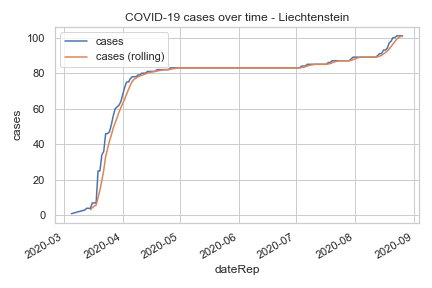 COVID-19 cases over time - Liechtenstein
cases
cases (rolling)
100
80
60
40
20
0
cases
2020-03
2020-04
2020-05
2020-06
2020-07
2020-08
2020-09
dateRep